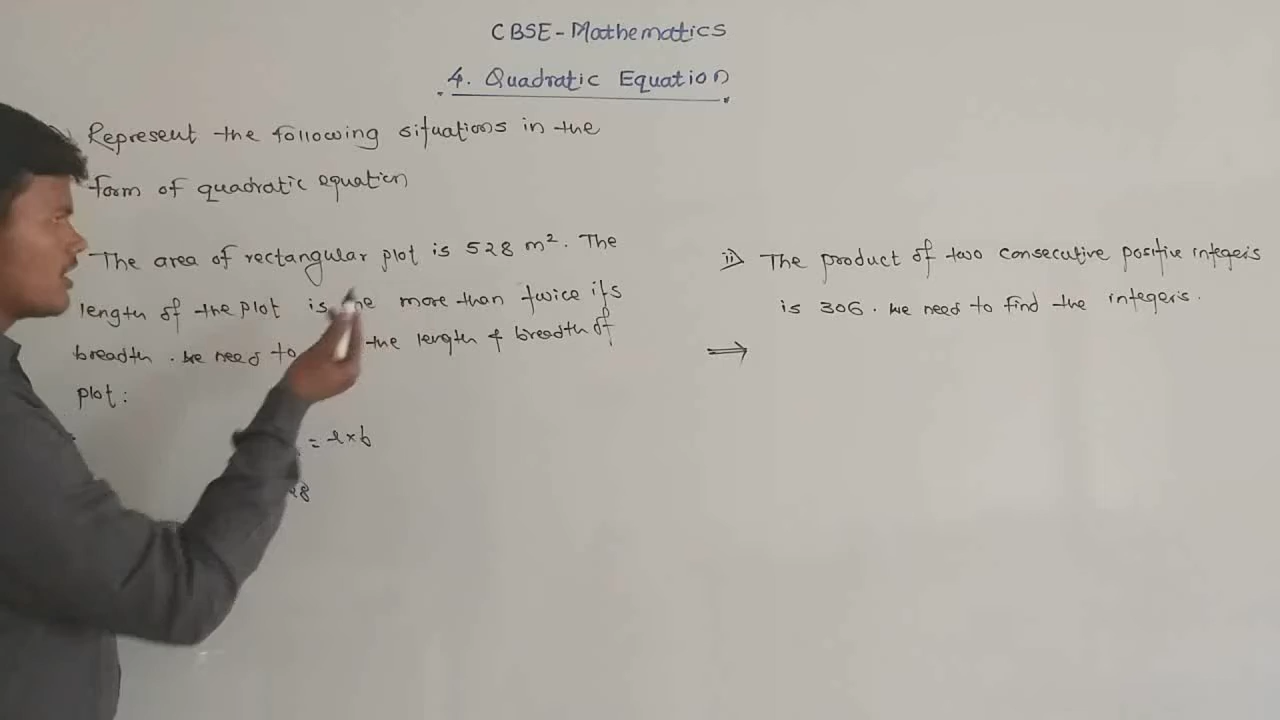 CBSE-Mathematics
4. Quadratic Equation
Represent the following situations in the
form of quadratic equation
The area of rectangular plot is 528 m². The
length of the plot is more than twice its
breadth. We need to the length & breadth of
plot:
= l×b
28
ii) The product of two consecutive positive integers
is 306. We need to find the integers.
⇒